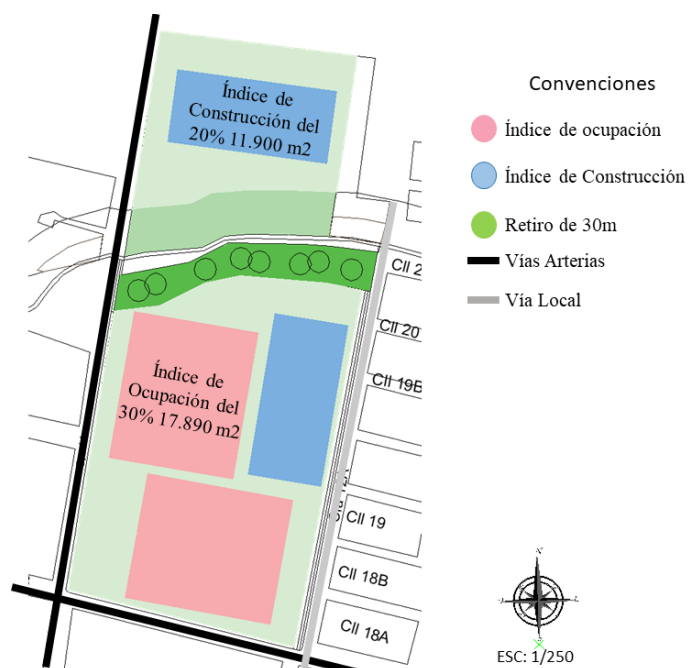 Índice de
Construcción del
20% 11.900 m2
Convenciones
Índice de ocupación
Índice de Construcción
Retiro de 30m
Vías Arterias
Vía Local
Cll 2
Cll 20
Cll 19B
Índice de
Ocupación del
30% 17.890 m2
Cll 19
Cll 18B
Cll 18A
ESC: 1/250